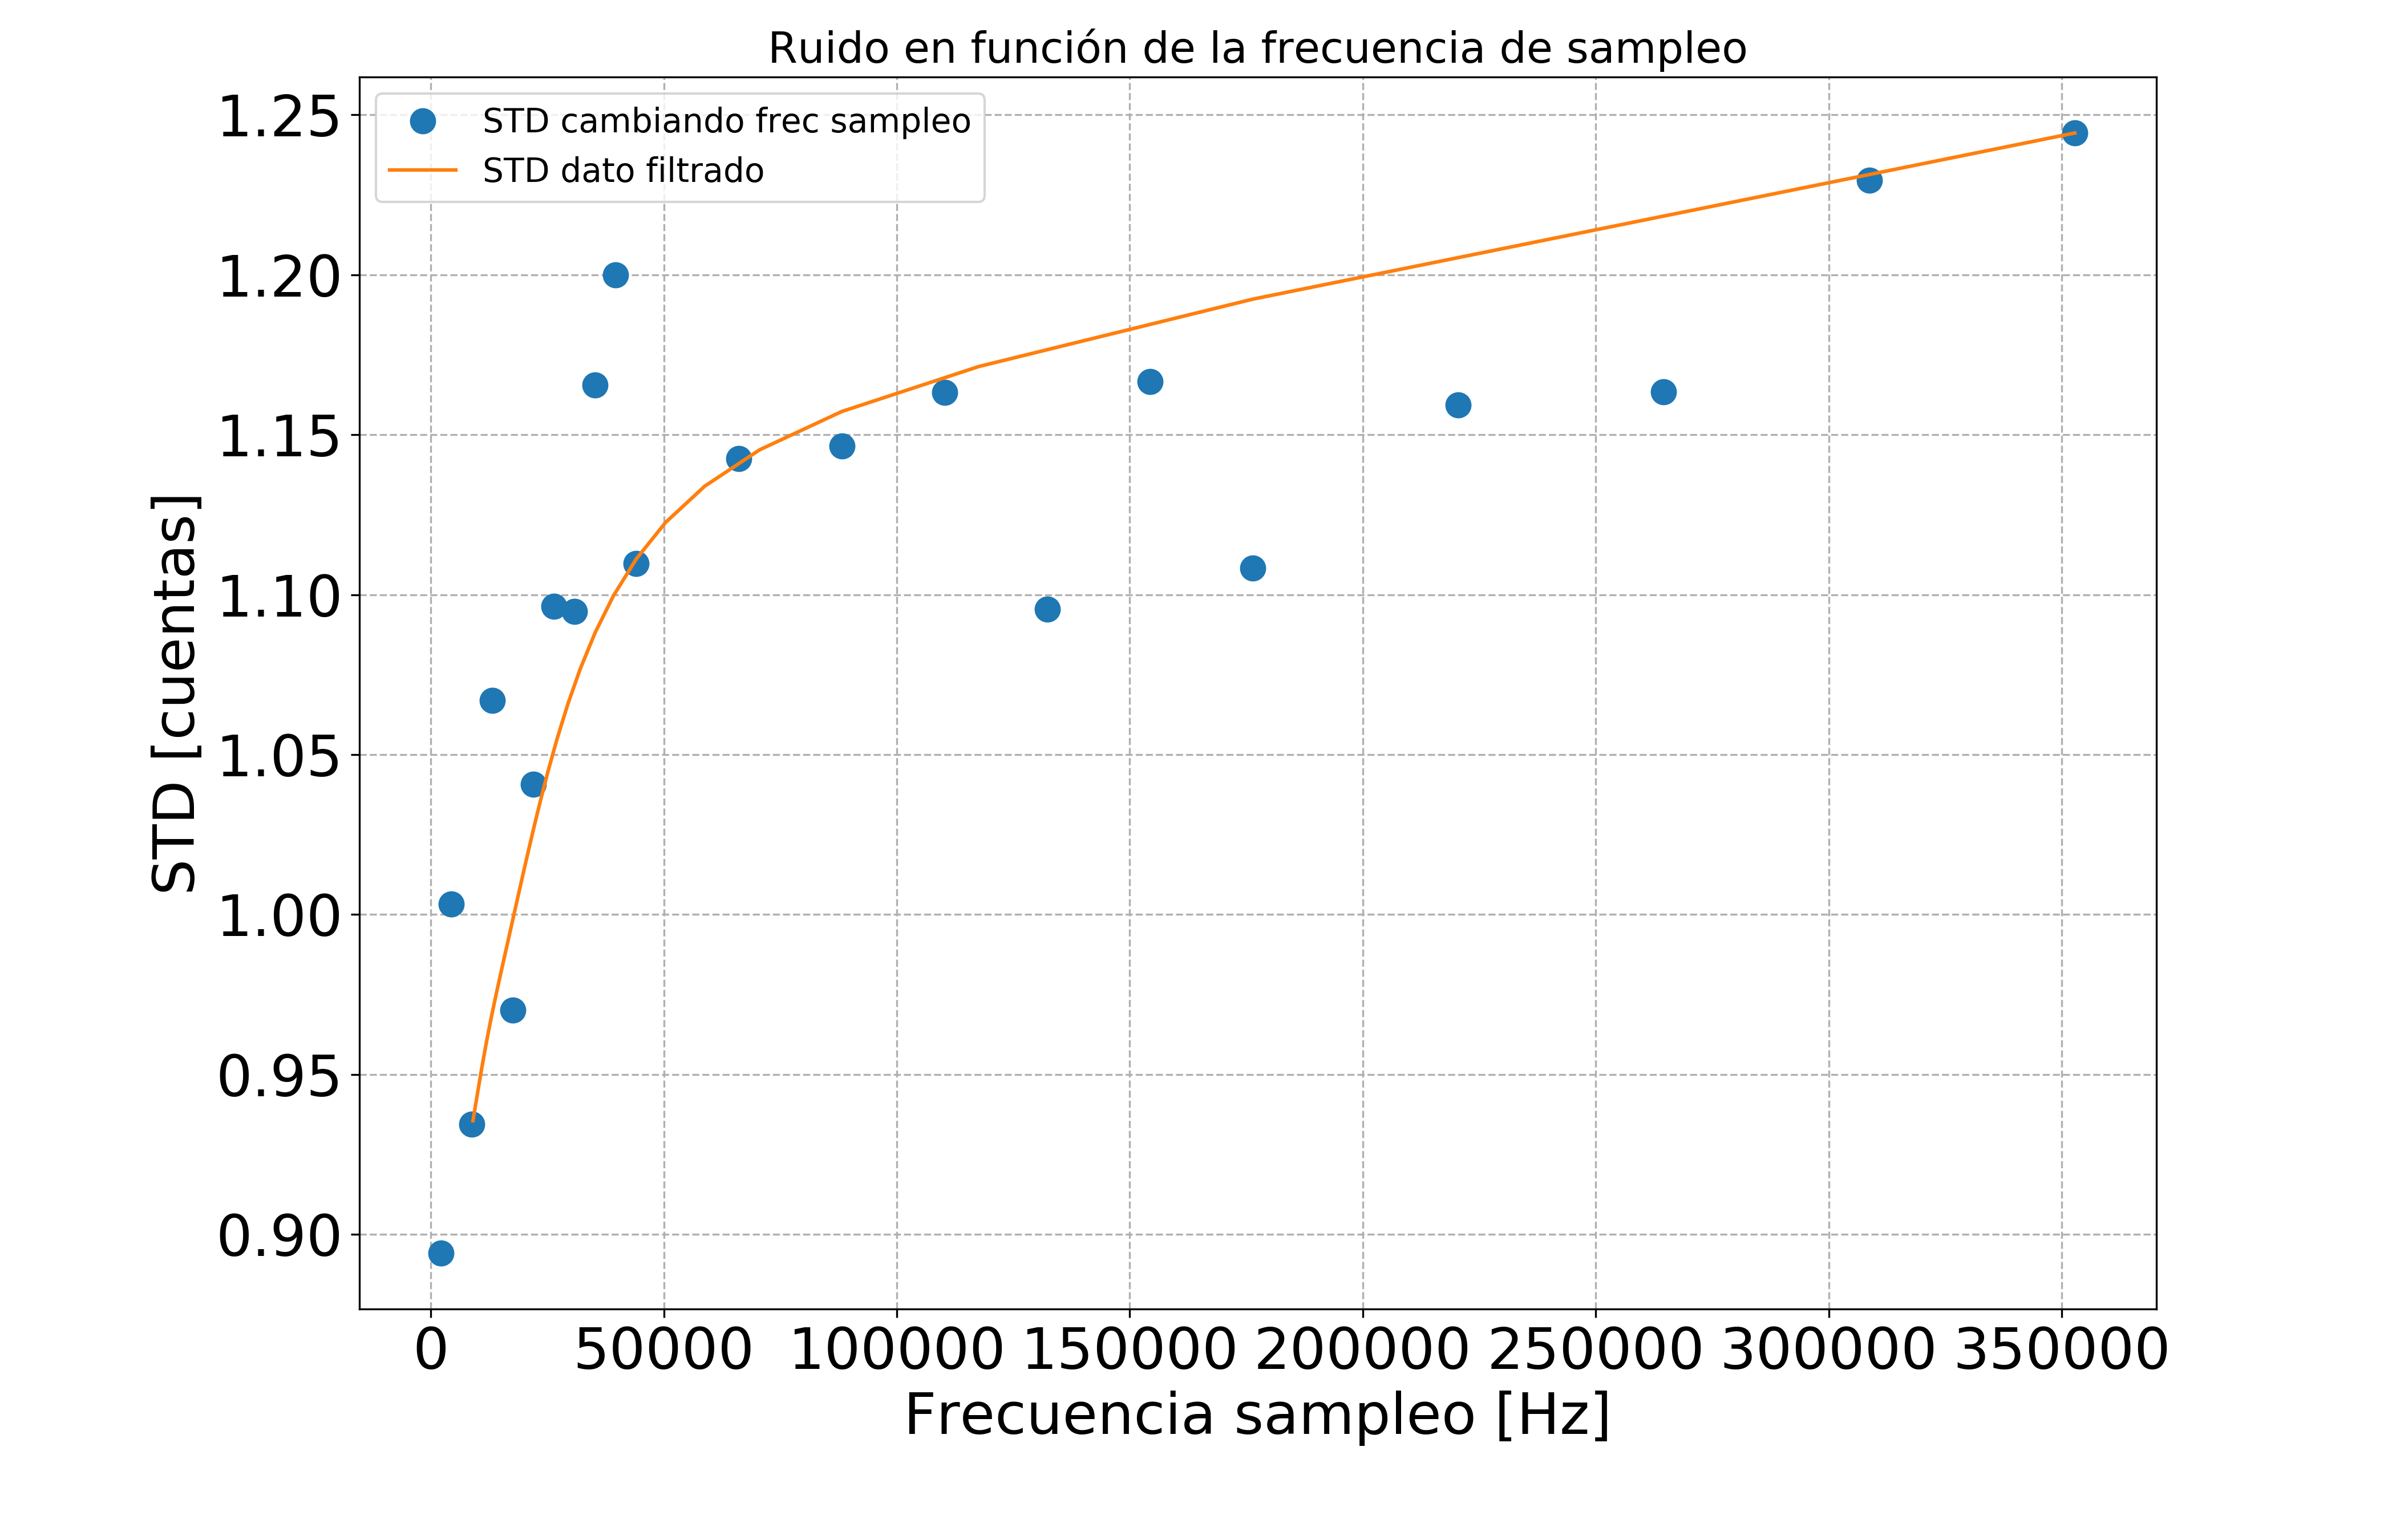 Ruido en función de la frecuencia de sampleo
STD cambiando frec sampleo
STD dato filtrado
1.25
1.20
1.15
1.10
1.05
1.00
0.95
0.90
STD [cuentas]
0 50000 100000 150000 200000 250000 300000 350000
Frecuencia sampleo [Hz]